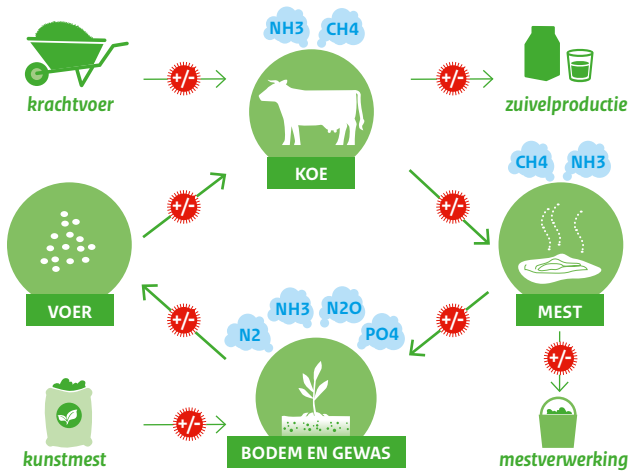 NH3
CH4
krachtvoer
+/-
+/-
zuivelproductie
KOE
CH4
NH3
+/-
+/-
VOER
MEST
N2
NH3
N2O
PO4
+/-
+/-
+/-
kunstmest
+/-
BODEM EN GEWAS
mestverwerking